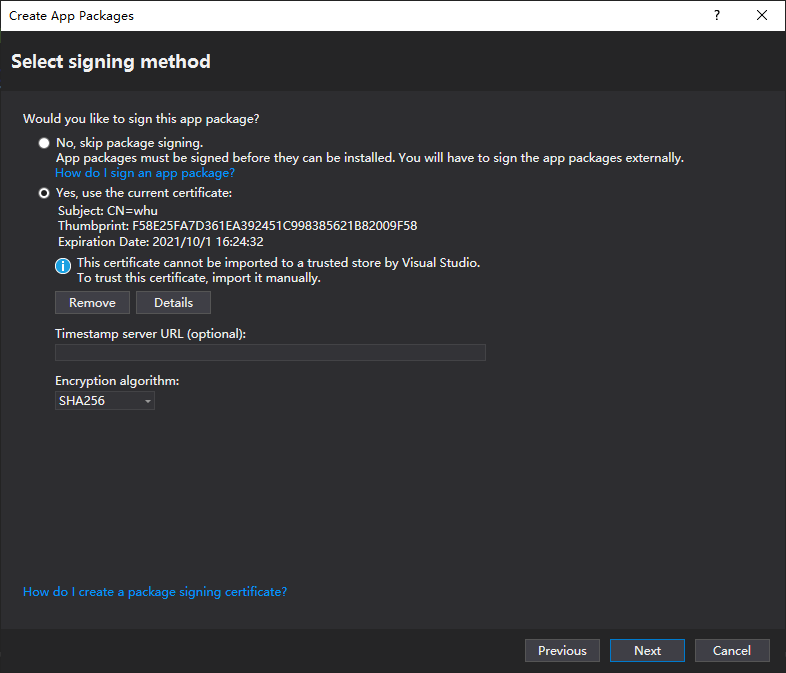 Create App Packages
?
Select signing method
Would you like to sign this app package?
No, skip package signing.
App packages must be signed before they can be installed. You will have to sign the app packages externally.
How do I sign an app package?
Yes, use the current certificate:
Subject: CN=whu
Thumbprint: F58E25FA7D361EA392451C998385621B82009F58
Expiration Date: 2021/10/1 16:24:32
This certificate cannot be imported to a trusted store by Visual Studio.
To trust this certificate, import it manually.
Remove Details
Timestamp server URL (optional):
Encryption algorithm:
SHA256
How do I create a package signing certificate?
Previous Next Cancel